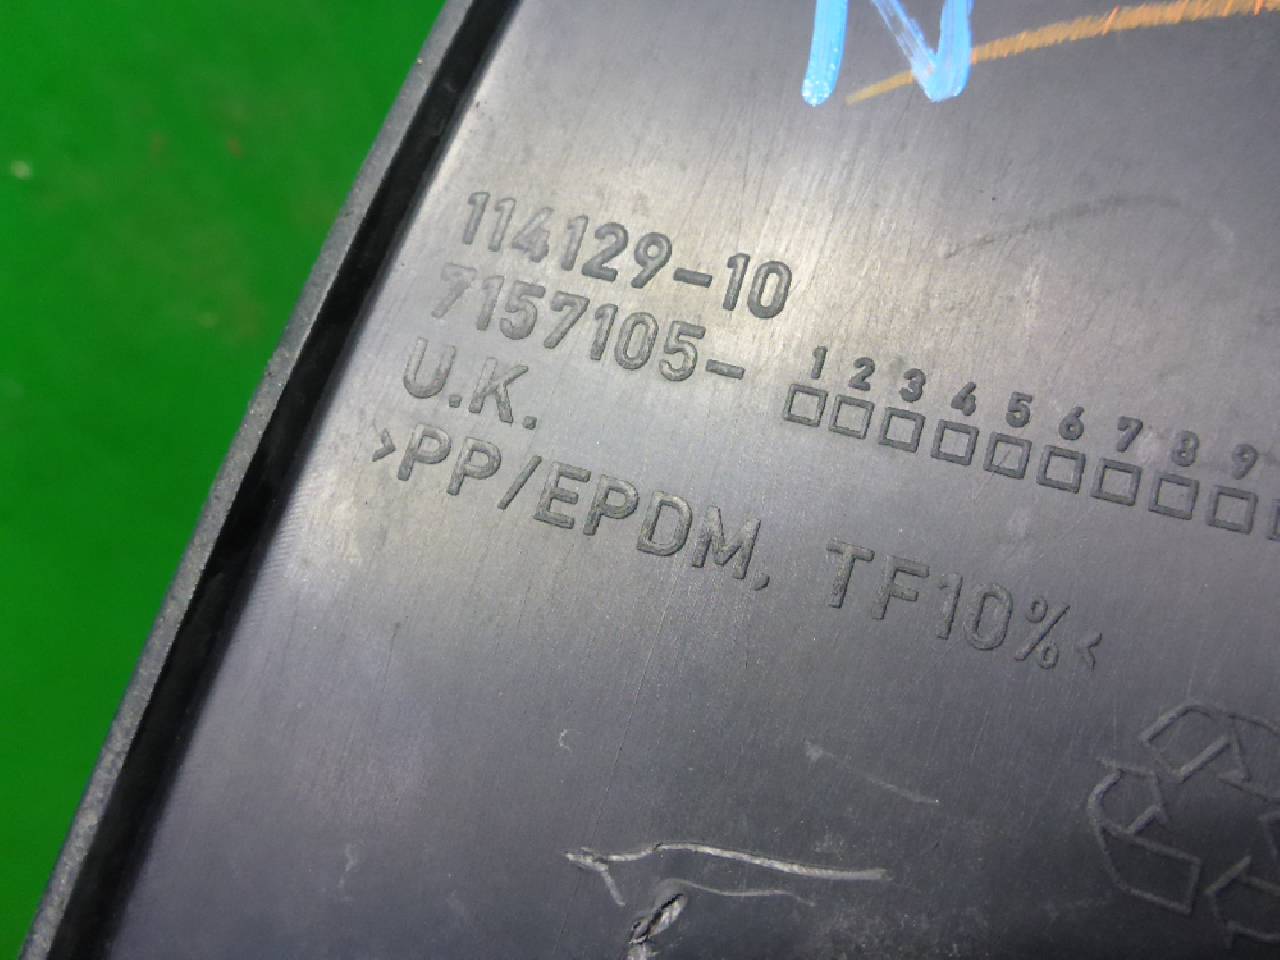 N
114129-10
7157105-
1 2 3 4 5 6 7 8 9
U.K.
>PP/EPDM, TF10%<